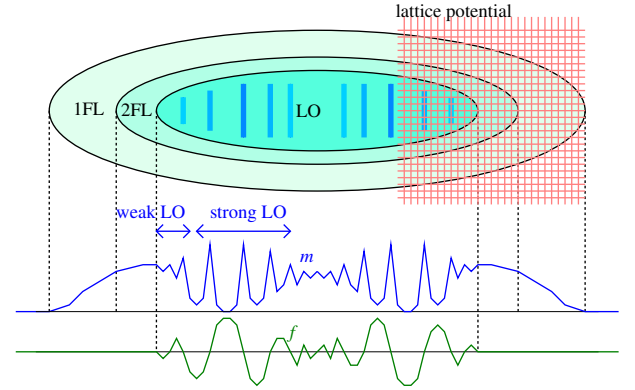 lattice potential
1FL
2FL
LO
weak LO
strong LO
m
f